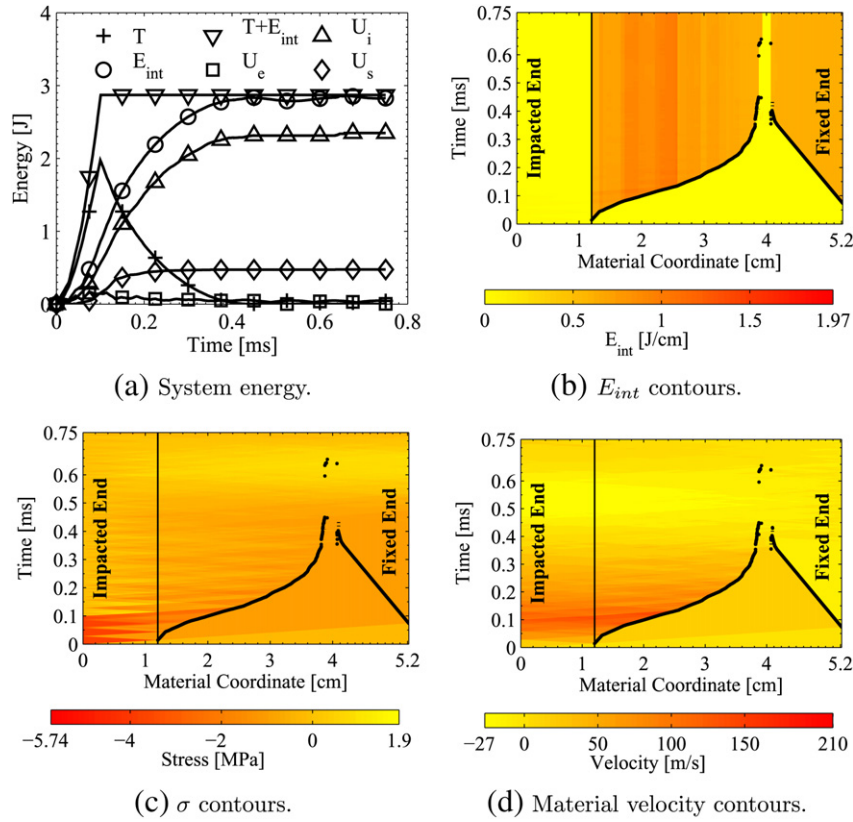 4
3
2
1
0
Energy [J]
T
T+E_int
U_i
E_int
U_e
U_s
0
0.2
0.4
0.6
0.8
Time [ms]
(a) System energy.
0.75
0.6
0.5
0.4
0.3
0.2
0.1
0
Time [ms]
Impacted End
Fixed End
0 1 2 3 4 5.2
Material Coordinate [cm]
0 0.5 1 1.5 1.97
E_int [J/cm]
(b) E_int contours.
0.75
0.6
0.5
0.4
0.3
0.2
0.1
0
Time [ms]
Impacted End
Fixed End
0 1 2 3 4 5.2
Material Coordinate [cm]
−5.74 −4 −2 0 1.9
Stress [MPa]
(c) σ contours.
0.75
0.6
0.5
0.4
0.3
0.2
0.1
0
Time [ms]
Impacted End
Fixed End
0 1 2 3 4 5.2
Material Coordinate [cm]
−27 0 50 100 150 210
Velocity [m/s]
(d) Material velocity contours.